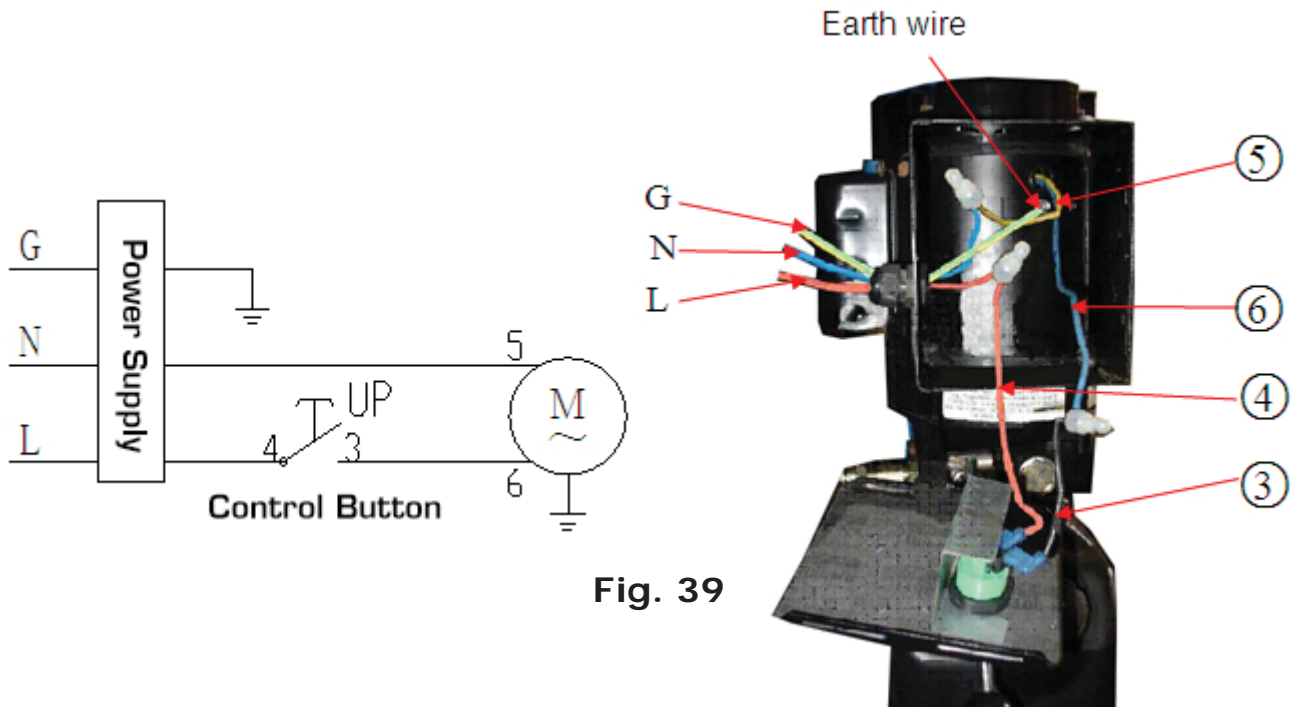 Earth wire
G
N
L
Power Supply
UP
4
3
5
6
M
~
Control Button
Fig. 39
G
N
L
⑤
⑥
④
③